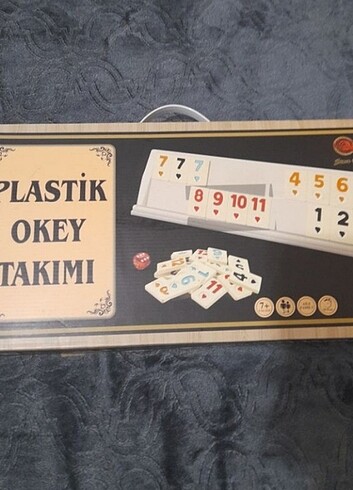 PLASTİK
OKEY
TAKIMI
7 7 7
4 5 6
8 9 10 11
1 2
7+